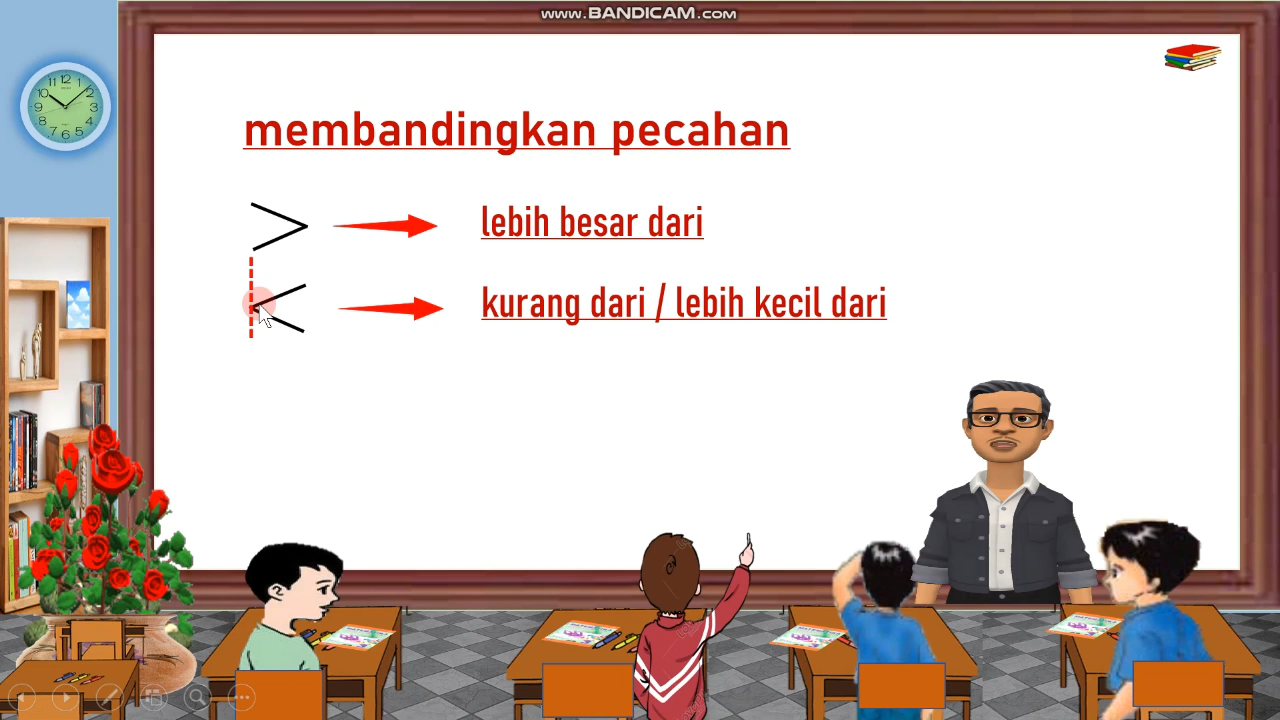 www.BANDICAM.com
membandingkan pecahan
> lebih besar dari
< kurang dari / lebih kecil dari